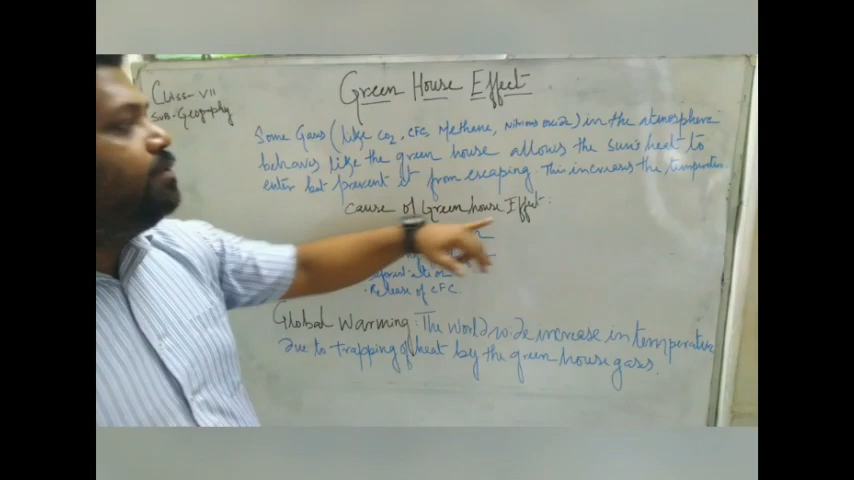 Class-VII
Sub-Geography
Green House Effect
Some Gases (like CO2, CFC, Methane, Nitrous oxide) in the atmosphere
behaves like the green house allows the sun's heat to
enter but prevent it from escaping. This increases the
Cause of Green house Effect:
• Release of CFC.
Global Warming: The World wide increase in temperature
due to trapping of heat by the green house gases.